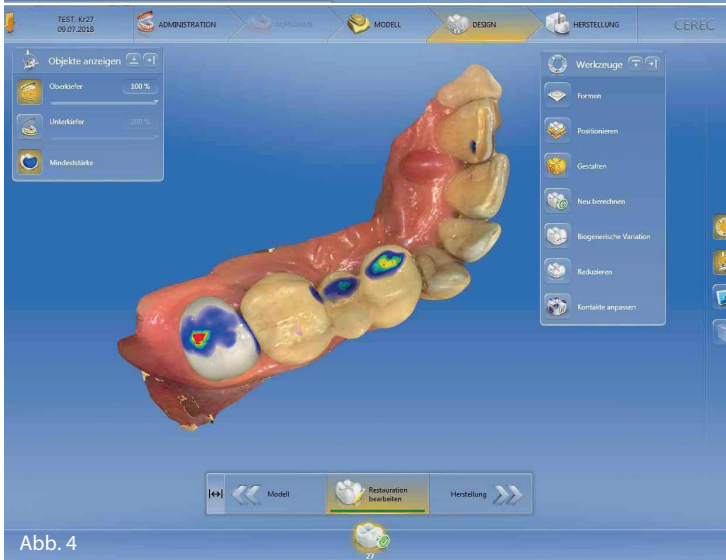 TEST, Kr27
09.07.2018
ADMINISTRATION
AUFNAHME
MODELL
DESIGN
HERSTELLUNG
CEREC
Objekte anzeigen
Oberkiefer
100 %
Unterkiefer
100 %
Mindeststärke
Werkzeuge
Formen
Positionieren
Gestalten
Neu berechnen
Biogenerische Variation
Reduzieren
Kontakte anpassen
Modell
Restauration
bearbeiten
Herstellung
27
Abb. 4